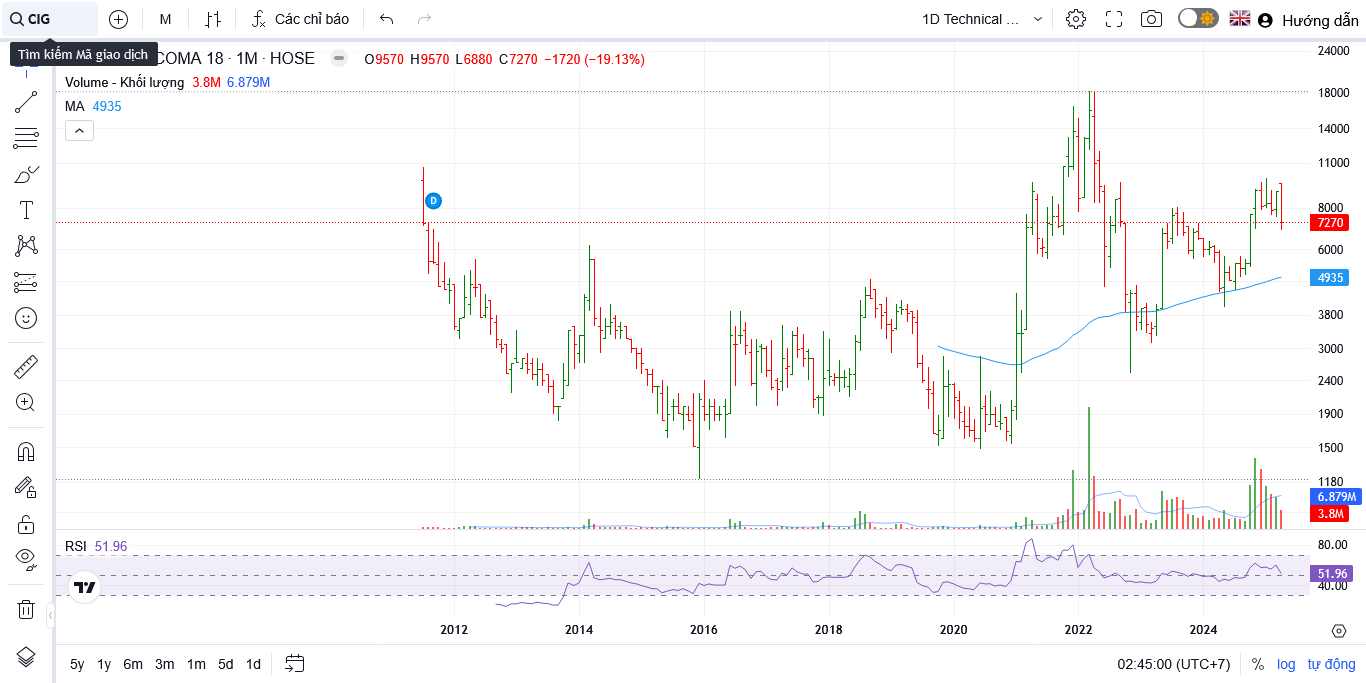 CIG
M
Các chỉ báo
1D Technical ...
Hướng dẫn
Tìm kiếm Mã giao dịch
COMA 18 · 1M · HOSE
O9570 H9570 L6880 C7270 −1720 (−19.13%)
Volume - Khối lượng 3.8M 6.879M
MA 4935
D
24000
18000
14000
11000
8000
7270
6000
4935
3800
3000
2400
1900
1500
1180
6.879M
3.8M
RSI 51.96
80.00
51.96
40.00
2012 2014 2016 2018 2020 2022 2024
5y 1y 6m 3m 1m 5d 1d
02:45:00 (UTC+7) % log tự động